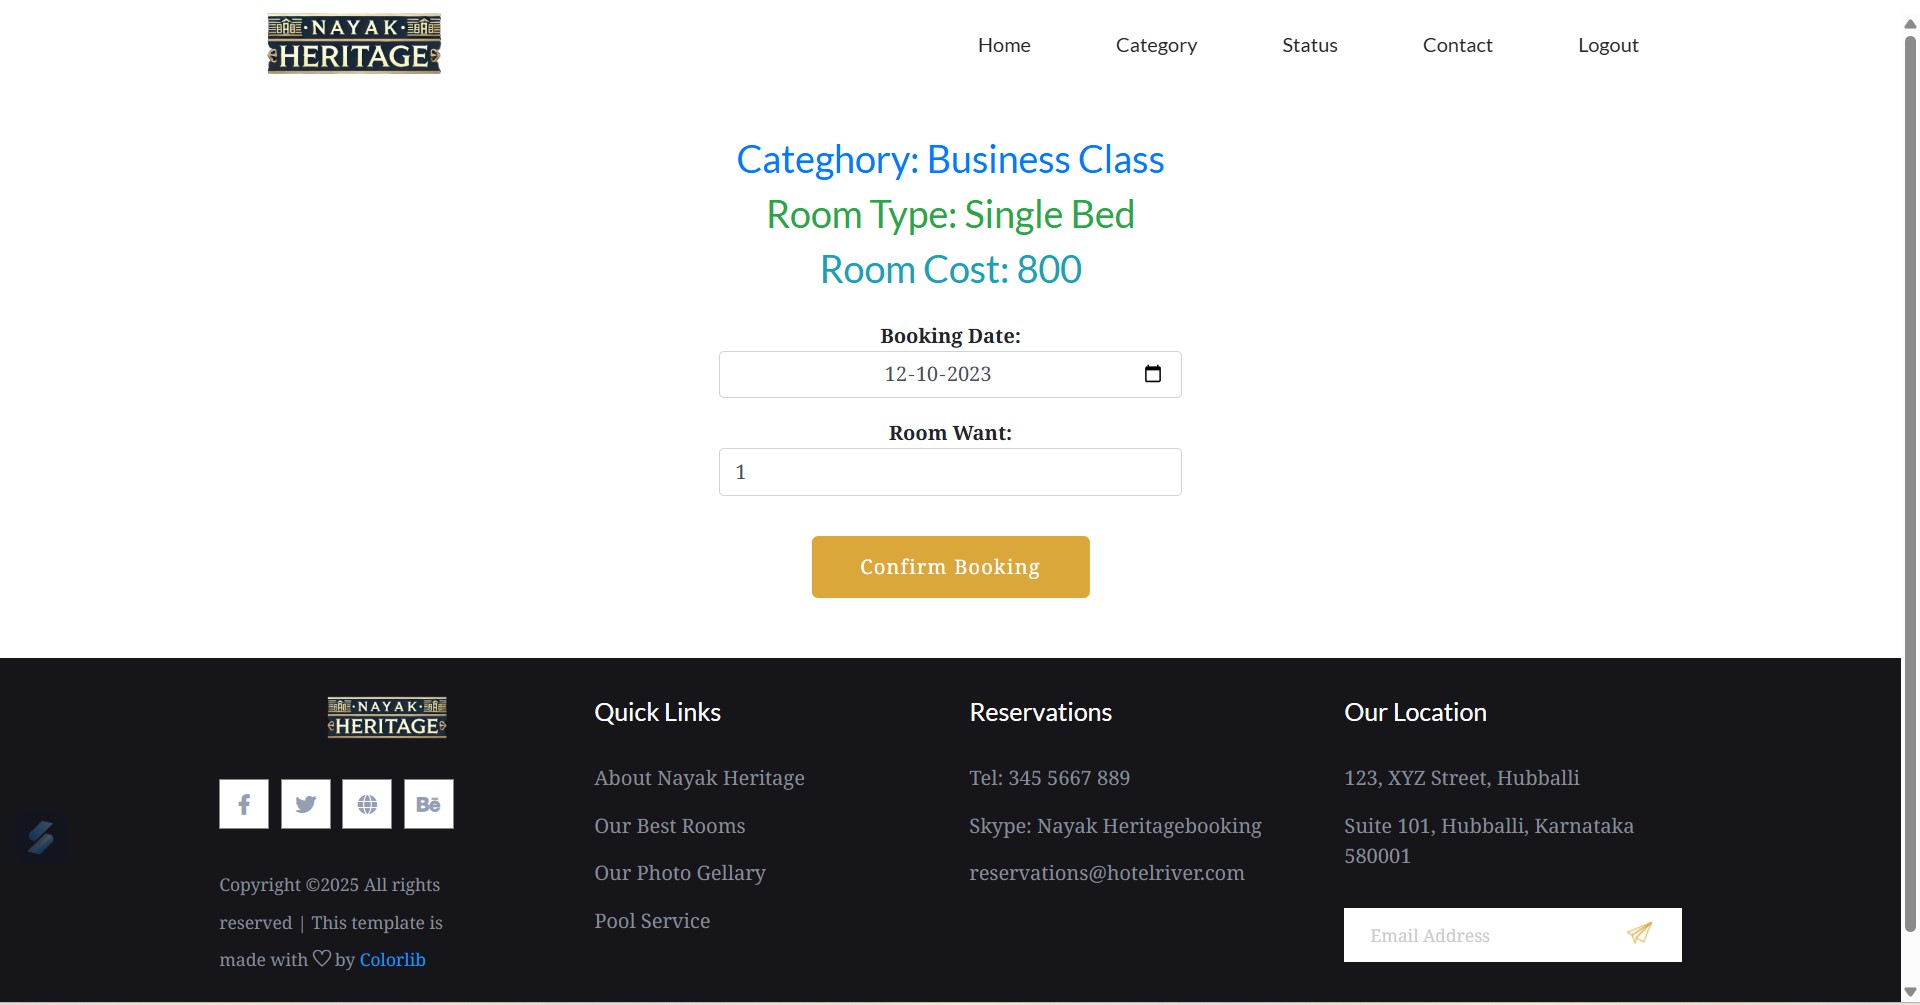 ·NAYAK·
HERITAGE
Home
Category
Status
Contact
Logout
Categhory: Business Class
Room Type: Single Bed
Room Cost: 800
Booking Date:
12-10-2023
Room Want:
1
Confirm Booking
·NAYAK·
HERITAGE
Bē
Copyright ©2025 All rights
reserved | This template is
made with ♡ by Colorlib
Quick Links
About Nayak Heritage
Our Best Rooms
Our Photo Gellary
Pool Service
Reservations
Tel: 345 5667 889
Skype: Nayak Heritagebooking
reservations@hotelriver.com
Our Location
123, XYZ Street, Hubballi
Suite 101, Hubballi, Karnataka
580001
Email Address